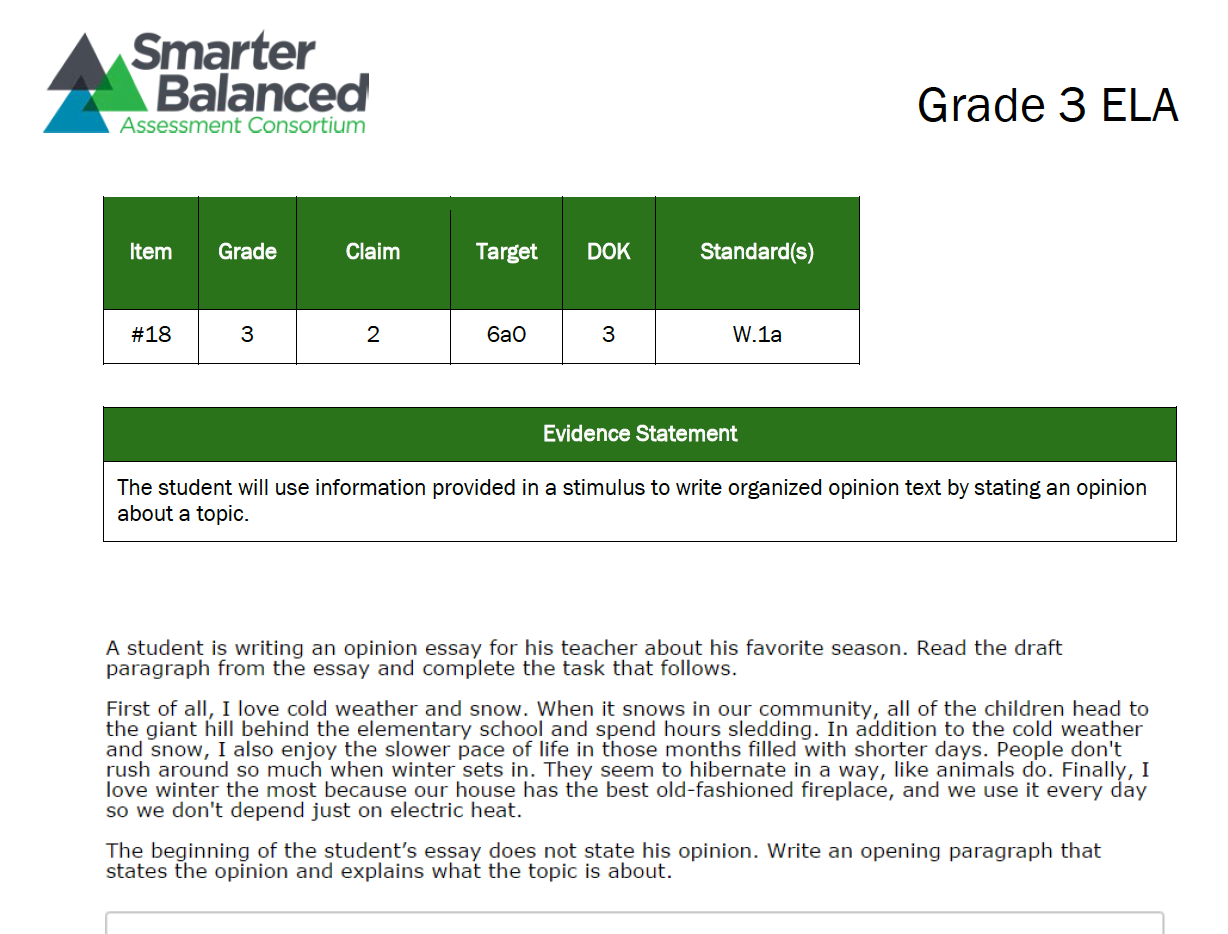 Smarter
Balanced
Assessment Consortium
Grade 3 ELA
Item Grade Claim Target DOK Standard(s)
#18 3 2 6aO 3 W.1a
Evidence Statement
The student will use information provided in a stimulus to write organized opinion text by stating an opinion
about a topic.
A student is writing an opinion essay for his teacher about his favorite season. Read the draft
paragraph from the essay and complete the task that follows.
First of all, I love cold weather and snow. When it snows in our community, all of the children head to
the giant hill behind the elementary school and spend hours sledding. In addition to the cold weather
and snow, I also enjoy the slower pace of life in those months filled with shorter days. People don't
rush around so much when winter sets in. They seem to hibernate in a way, like animals do. Finally, I
love winter the most because our house has the best old-fashioned fireplace, and we use it every day
so we don't depend just on electric heat.
The beginning of the student’s essay does not state his opinion. Write an opening paragraph that
states the opinion and explains what the topic is about.